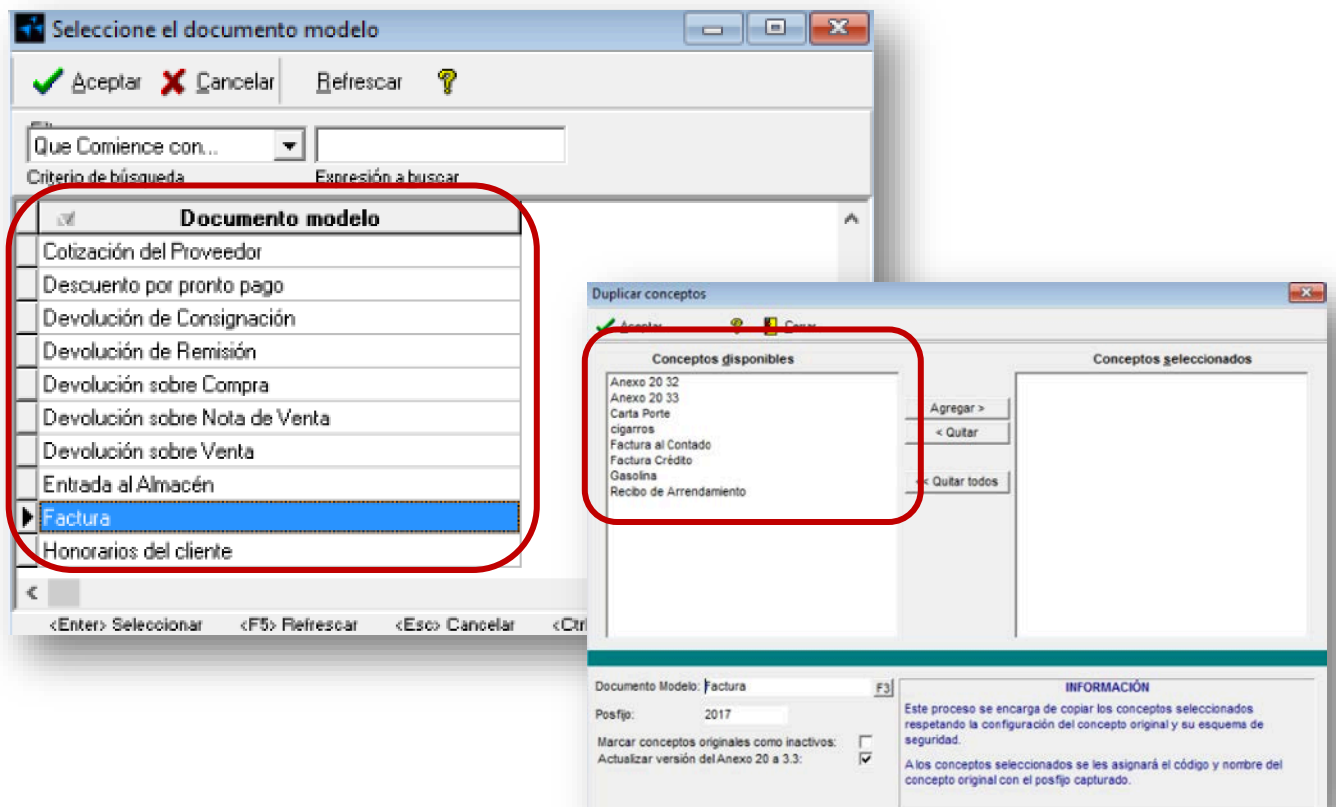 Seleccione el documento modelo
Aceptar Cancelar Refrescar
Que Comience con...
Criterio de búsqueda Expresión a buscar
Documento modelo
Cotización del Proveedor
Descuento por pronto pago
Devolución de Consignación
Devolución de Remisión
Devolución sobre Compra
Devolución sobre Nota de Venta
Devolución sobre Venta
Entrada al Almacén
Factura
Honorarios del cliente
<Enter> Seleccionar <F5> Refrescar <Esc> Cancelar <Ctrl
Duplicar conceptos
Aceptar Cerrar
Conceptos disponibles
Anexo 20 32
Anexo 20 33
Carta Porte
cigarros
Factura al Contado
Factura Crédito
Gasolina
Recibo de Arrendamiento
Agregar >
< Quitar
<< Quitar todos
Conceptos seleccionados
Documento Modelo: Factura F3
Posfijo: 2017
Marcar conceptos originales como inactivos:
Actualizar versión del Anexo 20 a 3.3:
INFORMACIÓN
Este proceso se encarga de copiar los conceptos seleccionados
respetando la configuración del concepto original y su esquema de
seguridad.
A los conceptos seleccionados se les asignará el código y nombre del
concepto original con el posfijo capturado.